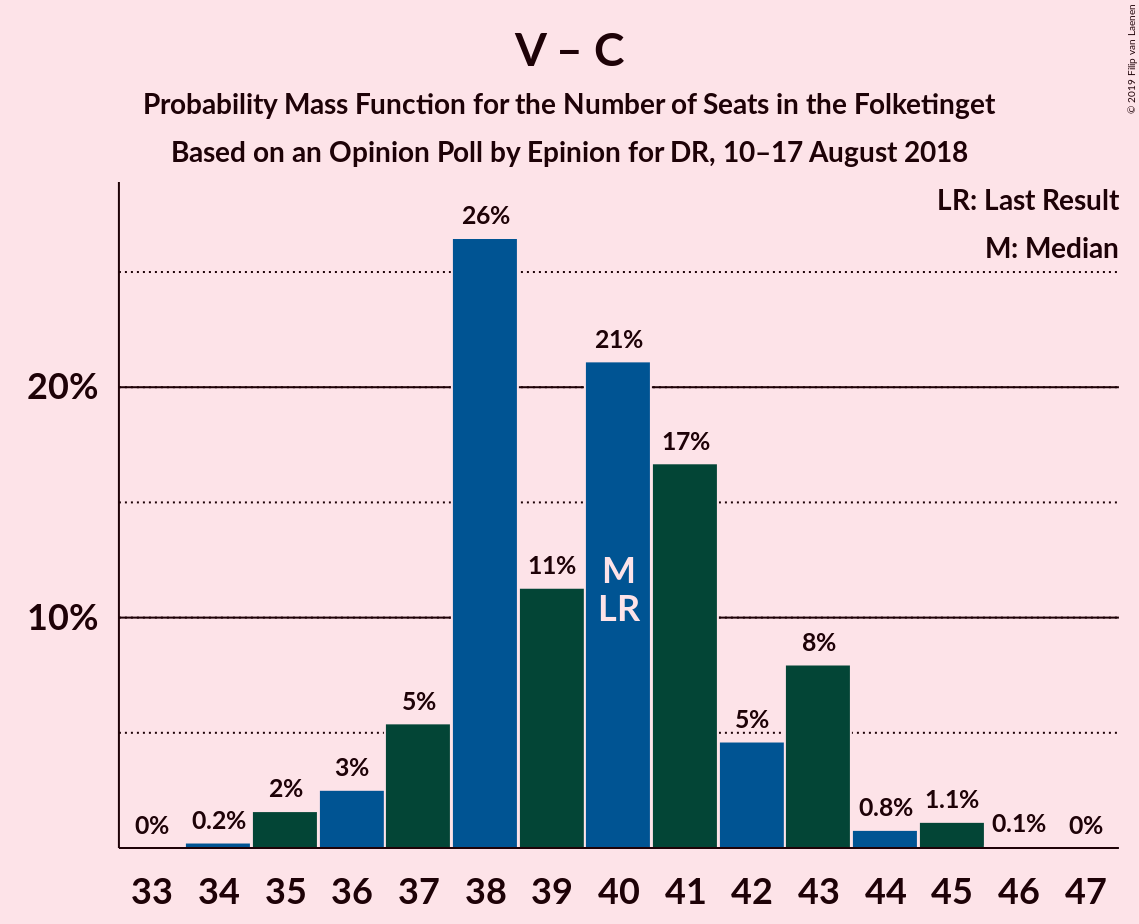 V – C
Probability Mass Function for the Number of Seats in the Folketinget
Based on an Opinion Poll by Epinion for DR, 10–17 August 2018
© 2019 Filip van Laenen
LR: Last Result
M: Median
20%
10%
0%
0.2%
2%
3%
5%
26%
11%
21%
17%
5%
8%
0.8%
1.1%
0.1%
0%
M
LR
33 34 35 36 37 38 39 40 41 42 43 44 45 46 47